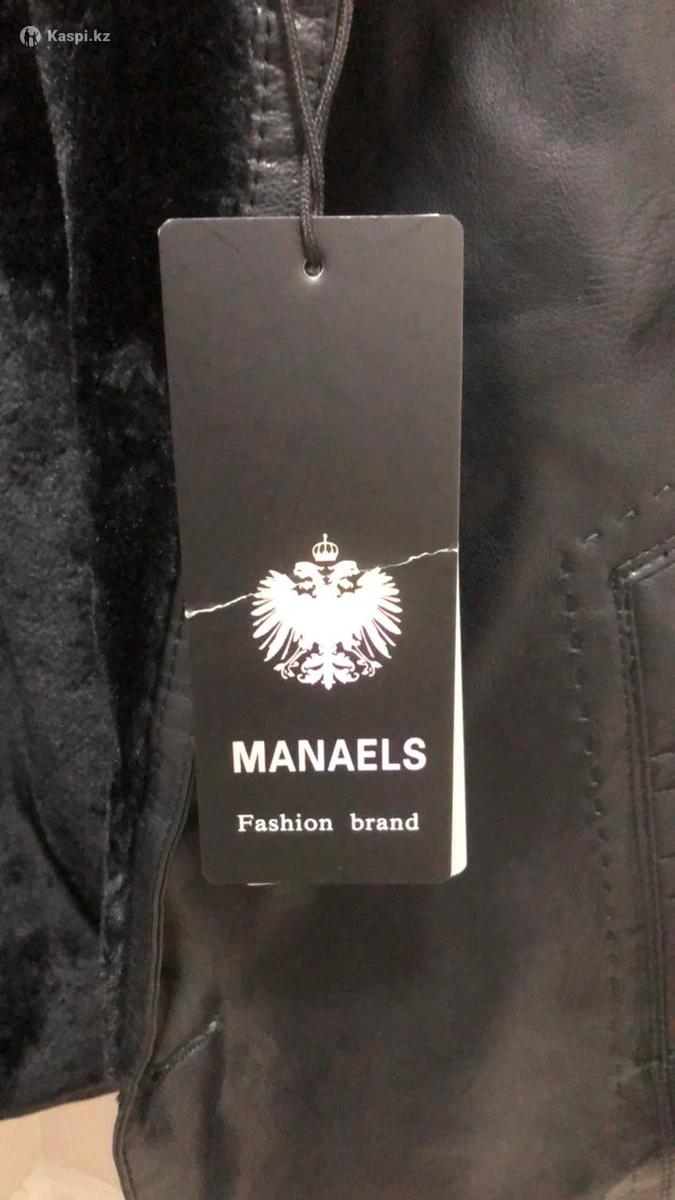 Kaspi.kz
MANAELS
Fashion brand